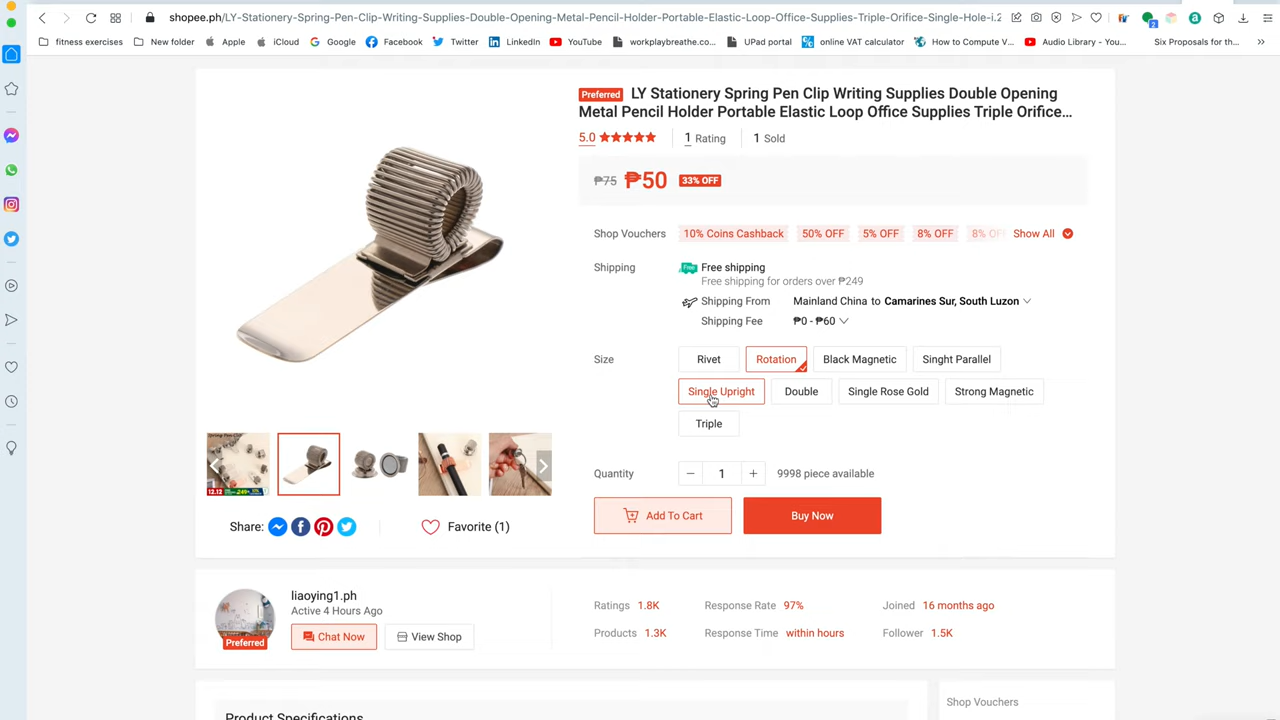 shopee.ph/LY-Stationery-Spring-Pen-Clip-Writing-Supplies-Double-Opening-Metal-Pencil-Holder-Portable-Elastic-Loop-Office-Supplies-Triple-Orifice-Single-Hole-i.2
fitness exercises
New folder
Apple
iCloud
Google
Facebook
Twitter
LinkedIn
YouTube
workplaybreathe.co...
UPad portal
online VAT calculator
How to Compute V...
Audio Library - You...
Six Proposals for th...
Preferred LY Stationery Spring Pen Clip Writing Supplies Double Opening
Metal Pencil Holder Portable Elastic Loop Office Supplies Triple Orifice...
5.0 1 Rating 1 Sold
₱75 ₱50 33% OFF
Shop Vouchers 10% Coins Cashback 50% OFF 5% OFF 8% OFF 8% OFF Show All
Shipping Free shipping
Free shipping for orders over ₱249
Shipping From Mainland China to Camarines Sur, South Luzon
Shipping Fee ₱0 - ₱60
Size Rivet Rotation Black Magnetic Singht Parallel
Single Upright Double Single Rose Gold Strong Magnetic
Triple
Quantity 1 9998 piece available
Add To Cart Buy Now
Share: Favorite (1)
liaoying1.ph
Active 4 Hours Ago
Preferred
Chat Now View Shop
Ratings 1.8K Response Rate 97% Joined 16 months ago
Products 1.3K Response Time within hours Follower 1.5K
Product Specifications
Shop Vouchers